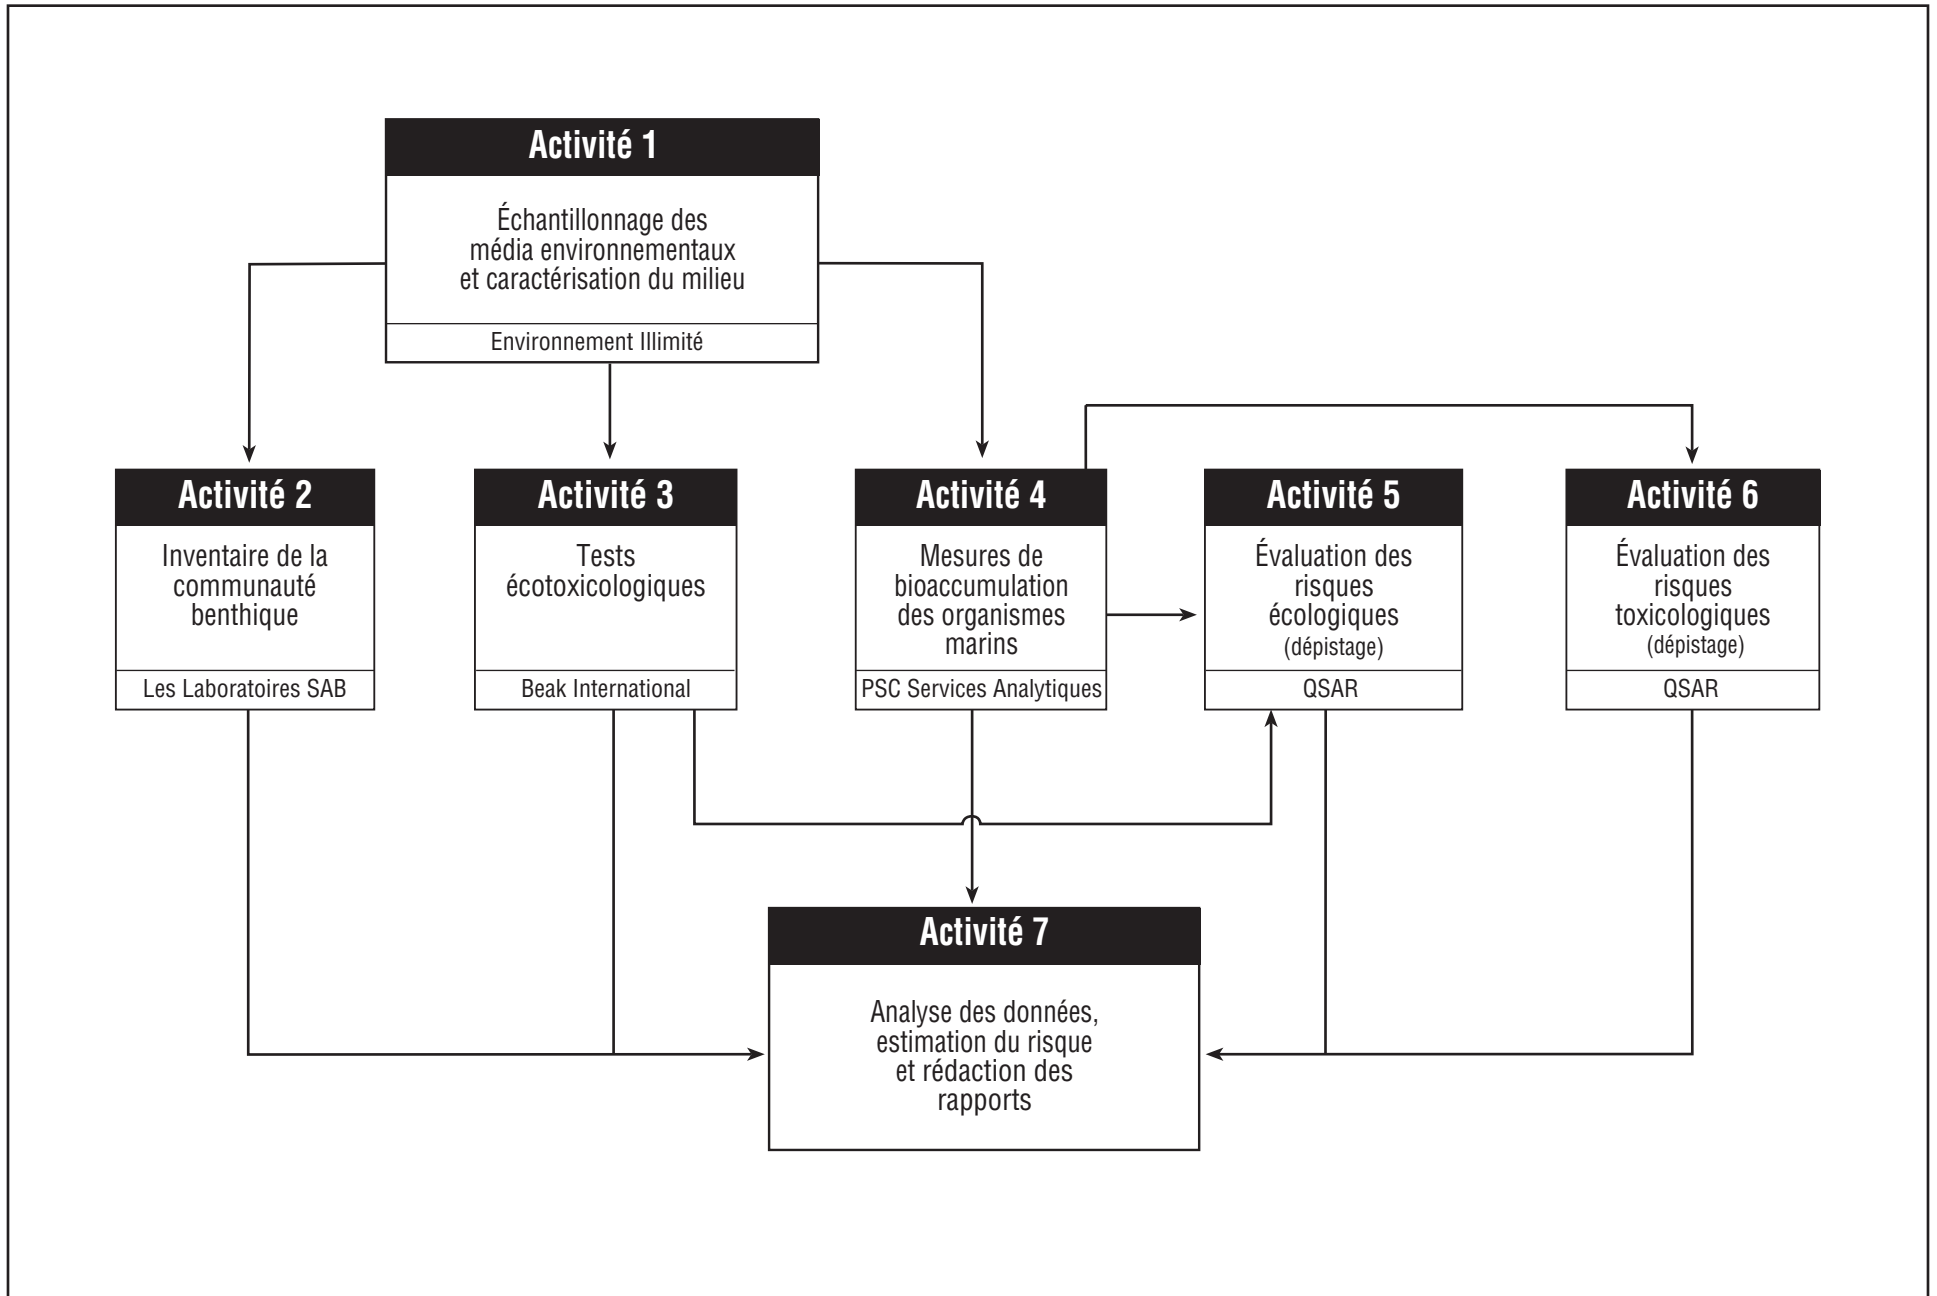 Activité 1
Échantillonnage des
média environnementaux
et caractérisation du milieu
Environnement Illimité
Activité 2
Inventaire de la
communauté
benthique
Les Laboratoires SAB
Activité 3
Tests
écotoxicologiques
Beak International
Activité 4
Mesures de
bioaccumulation
des organismes
marins
PSC Services Analytiques
Activité 5
Évaluation des
risques
écologiques
(dépistage)
QSAR
Activité 6
Évaluation des
risques
toxicologiques
(dépistage)
QSAR
Activité 7
Analyse des données,
estimation du risque
et rédaction des
rapports